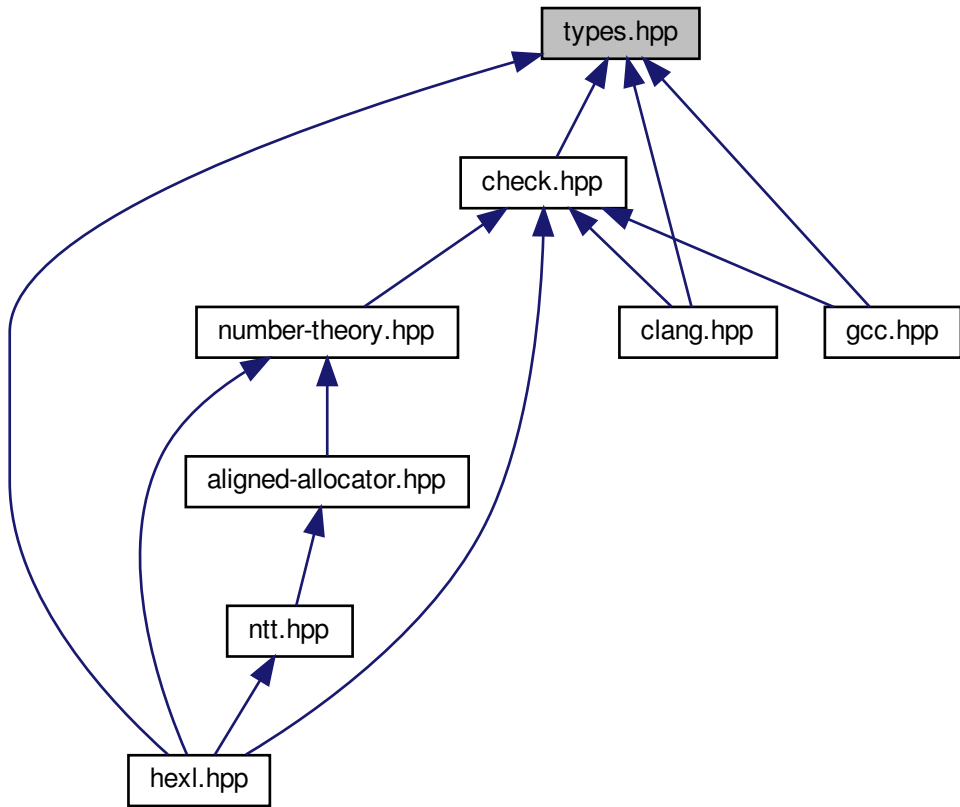 types.hpp
check.hpp
number-theory.hpp
clang.hpp
gcc.hpp
aligned-allocator.hpp
ntt.hpp
hexl.hpp